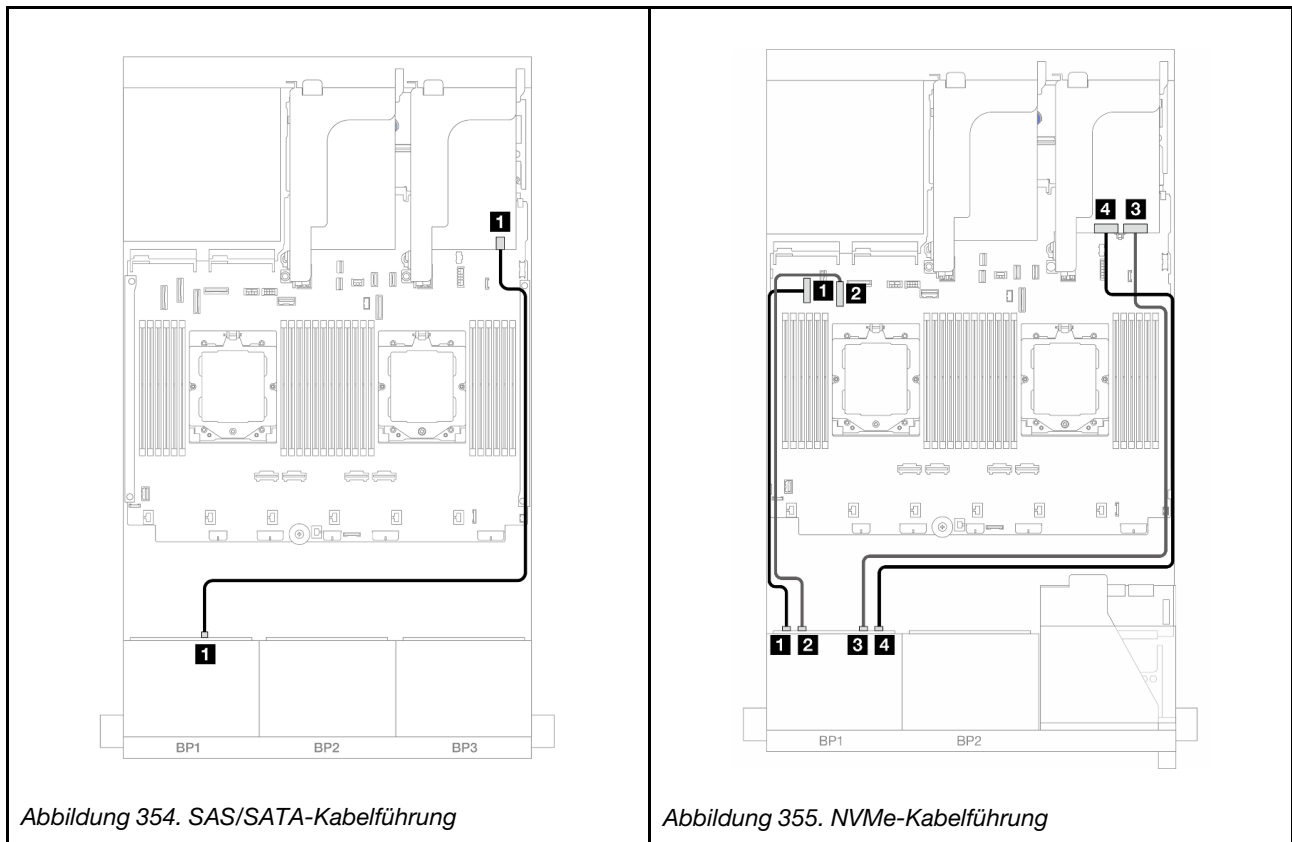 1
1
BP1 BP2 BP3
Abbildung 354. SAS/SATA-Kabelführung
4 3
1 2
1 2 3 4
BP1 BP2
Abbildung 355. NVMe-Kabelführung